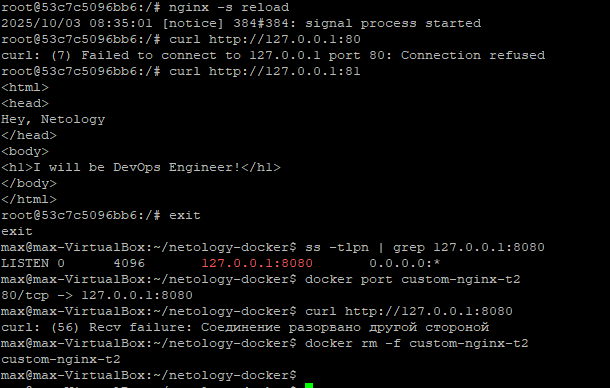 root@53c7c5096bb6:/# nginx -s reload
2025/10/03 08:35:01 [notice] 384#384: signal process started
root@53c7c5096bb6:/# curl http://127.0.0.1:80
curl: (7) Failed to connect to 127.0.0.1 port 80: Connection refused
root@53c7c5096bb6:/# curl http://127.0.0.1:81
<html>
<head>
Hey, Netology
</head>
<body>
<h1>I will be DevOps Engineer!</h1>
</body>
</html>
root@53c7c5096bb6:/# exit
exit
max@max-VirtualBox:~/netology-docker$ ss -tlpn | grep 127.0.0.1:8080
LISTEN 0      4096       127.0.0.1:8080       0.0.0.0:*
max@max-VirtualBox:~/netology-docker$ docker port custom-nginx-t2
80/tcp -> 127.0.0.1:8080
max@max-VirtualBox:~/netology-docker$ curl http://127.0.0.1:8080
curl: (56) Recv failure: Соединение разорвано другой стороной
max@max-VirtualBox:~/netology-docker$ docker rm -f custom-nginx-t2
custom-nginx-t2
max@max-VirtualBox:~/netology-docker$
max@max-VirtualBox:~/netology-docker$